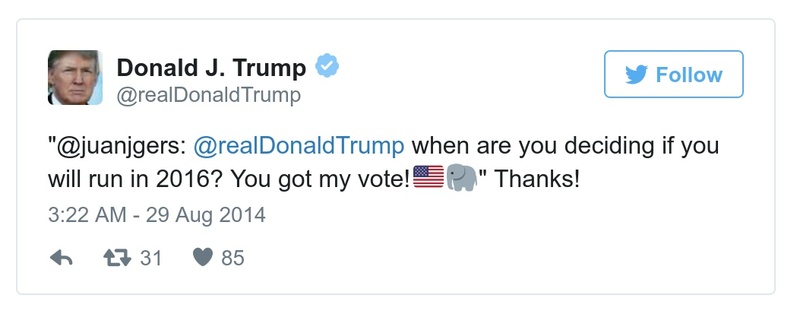 Donald J. Trump
@realDonaldTrump
Follow
"@juanjgers: @realDonaldTrump when are you deciding if you
will run in 2016? You got my vote!🇺🇸🐘" Thanks!
3:22 AM - 29 Aug 2014
31 85